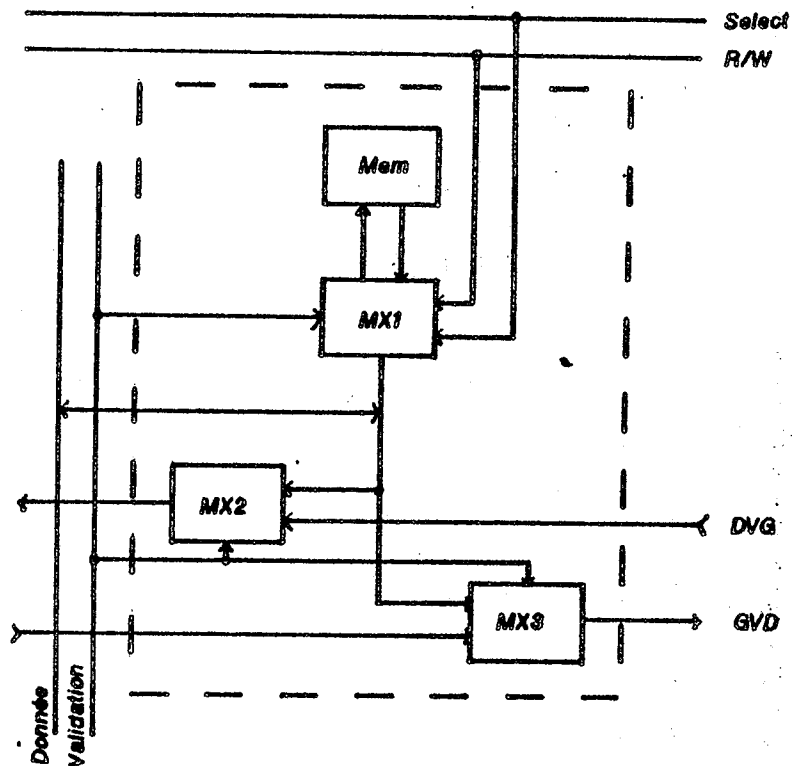 Select
R/W
Mem
MX1
MX2
DVG
MX3
GVD
Donnée
Validation